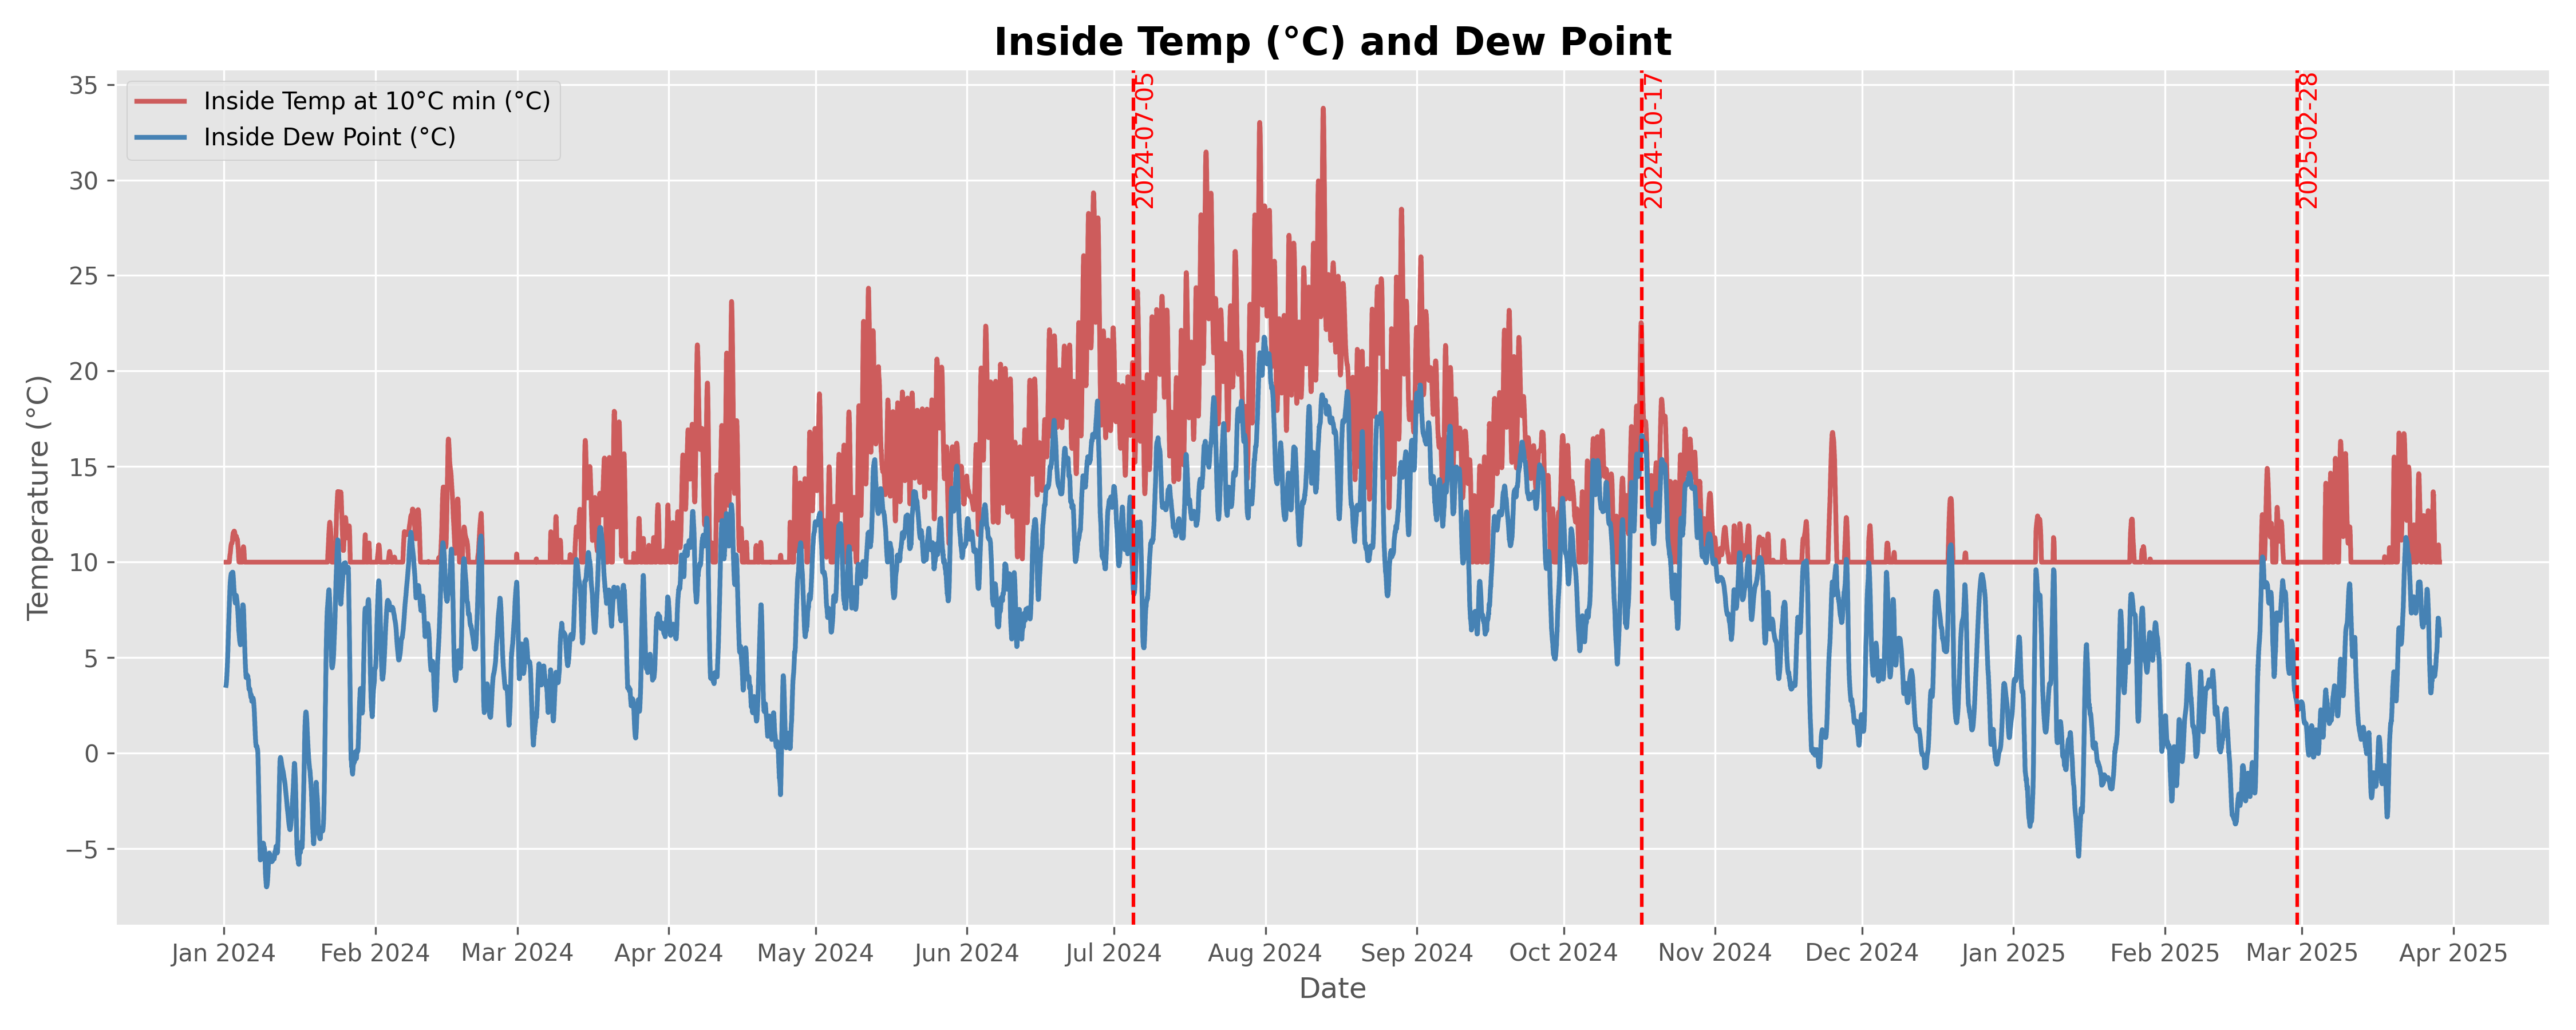 Inside Temp (°C) and Dew Point
Inside Temp at 10°C min (°C)
Inside Dew Point (°C)
2024-07-05
2024-10-17
2025-02-28
35
30
25
20
15
10
5
0
−5
Temperature (°C)
Jan 2024 Feb 2024 Mar 2024 Apr 2024 May 2024 Jun 2024 Jul 2024 Aug 2024 Sep 2024 Oct 2024 Nov 2024 Dec 2024 Jan 2025 Feb 2025 Mar 2025 Apr 2025
Date